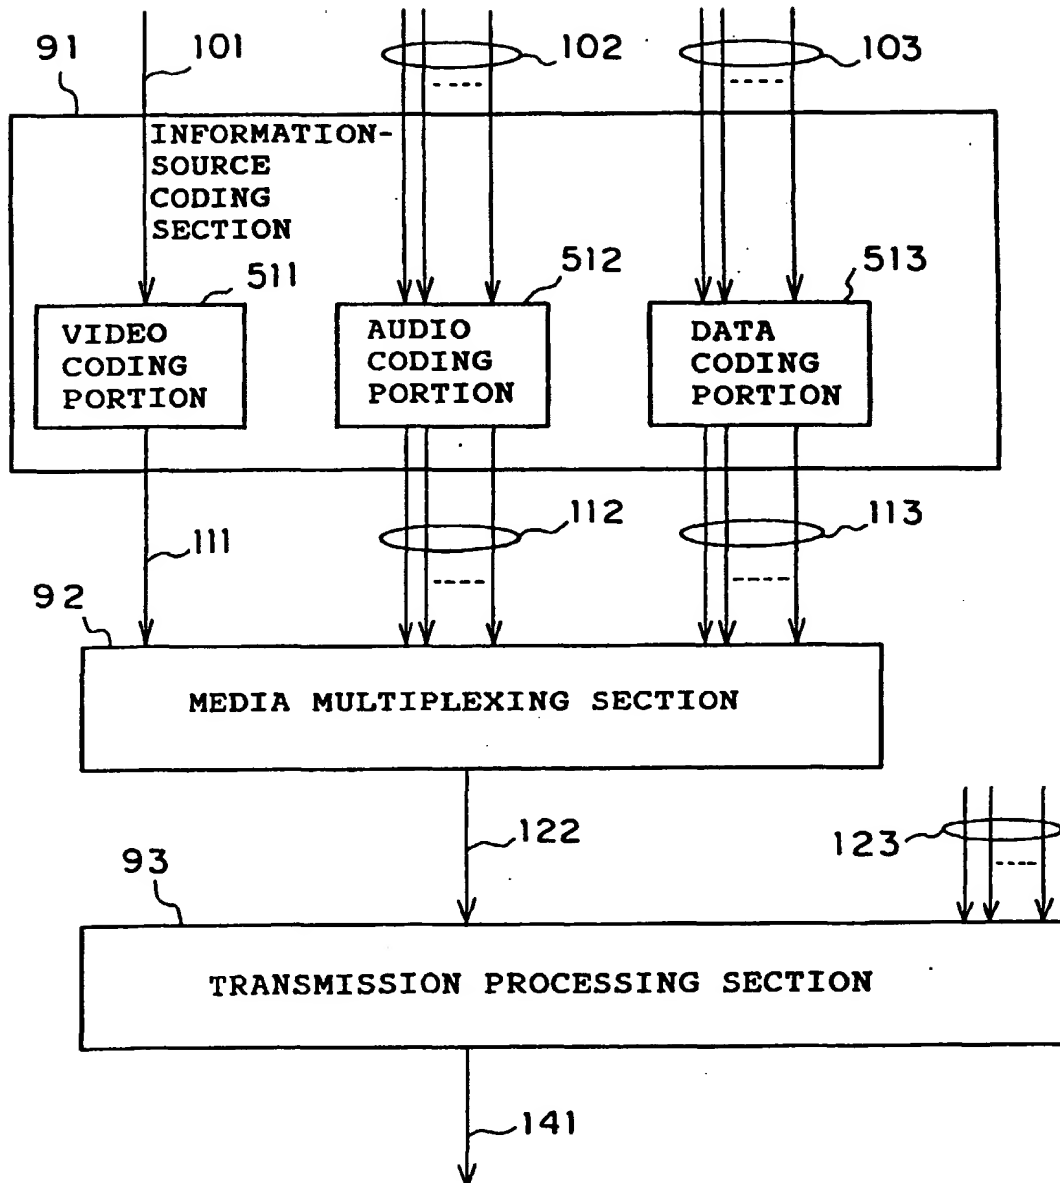 91
101
102
103
INFORMATION-
SOURCE
CODING
SECTION
511
512
513
VIDEO
CODING
PORTION
AUDIO
CODING
PORTION
DATA
CODING
PORTION
111
112
113
92
MEDIA MULTIPLEXING SECTION
122
123
93
TRANSMISSION PROCESSING SECTION
141